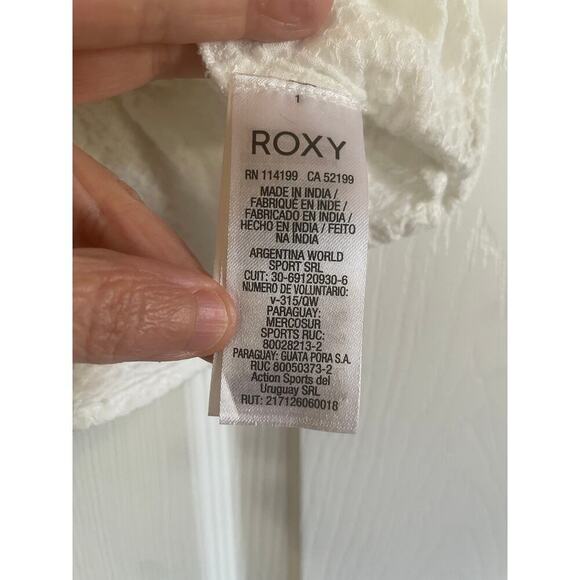 1
ROXY
RN 114199 CA 52199
MADE IN INDIA /
FABRIQUÉ EN INDE /
FABRICADO EN INDIA /
HECHO EN INDIA / FEITO
NA ÍNDIA
ARGENTINA WORLD
SPORT SRL
CUIT: 30-69120930-6
NUMERO DE VOLUNTARIO:
v-315/QW
PARAGUAY:
MERCOSUR
SPORTS RUC:
80028213-2
PARAGUAY: GUATA PORA S.A.
RUC 80050373-2
Action Sports del
Uruguay SRL
RUT: 217126060018